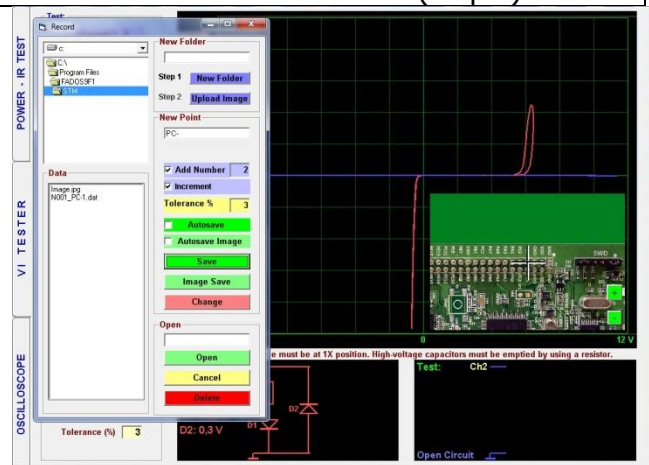 Test:
Record
c:
C:\
Program Files
FADOS9F1
STM
Data
Image.jpg
N001_PC-1.dat
New Folder
Step 1 New Folder
Step 2 Upload Image
New Point
PC-
Add Number 2
Increment
Tolerance % 3
Autosave
Autosave Image
Save
Image Save
Change
Open
Open
Cancel
Delete
POWER - IR TEST
VI TESTER
OSCILLOSCOPE
SWD
0 12 V
e must be at 1X position. High-voltage capacitors must be emptied by using a resistor.
D2
D1
D2: 0,3 V
Test: Ch2
Open Circuit
Tolerance (%) 3